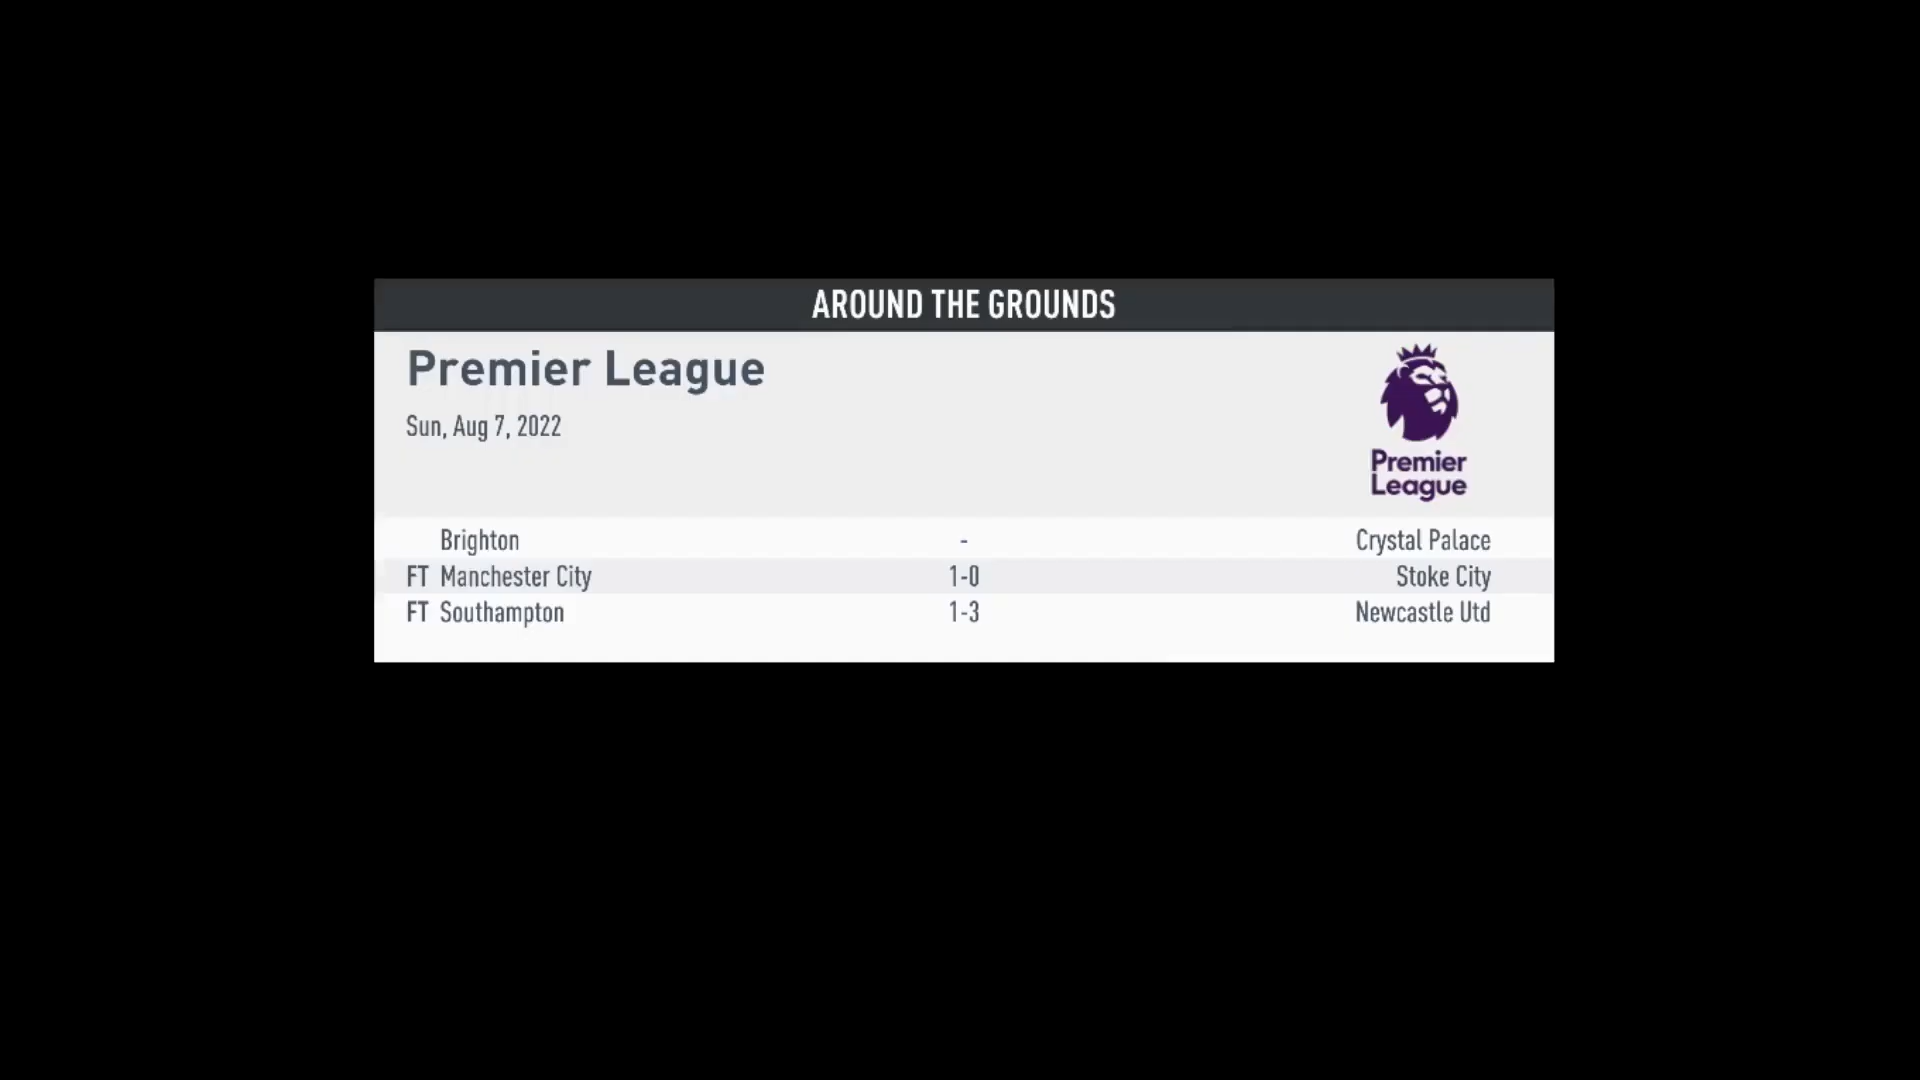 AROUND THE GROUNDS
Premier League
Sun, Aug 7, 2022
Premier
League
Brighton - Crystal Palace
FT Manchester City 1-0 Stoke City
FT Southampton 1-3 Newcastle Utd